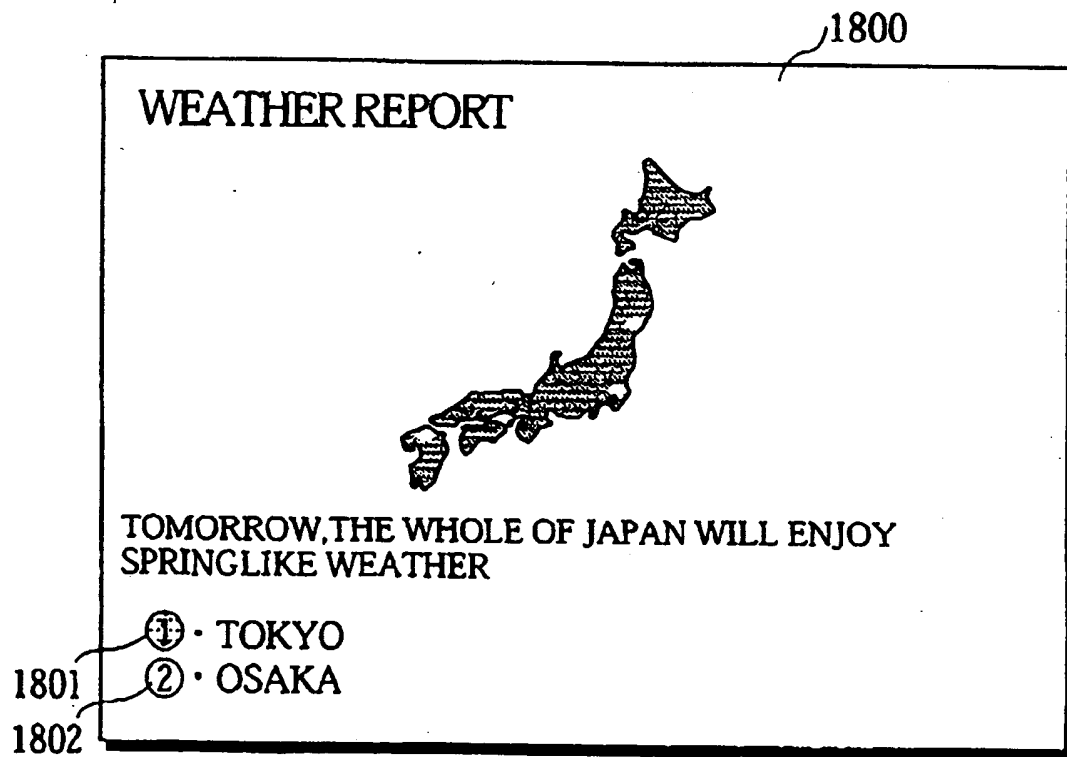 1800
WEATHER REPORT
TOMORROW,THE WHOLE OF JAPAN WILL ENJOY
SPRINGLIKE WEATHER
① · TOKYO
1801
② · OSAKA
1802